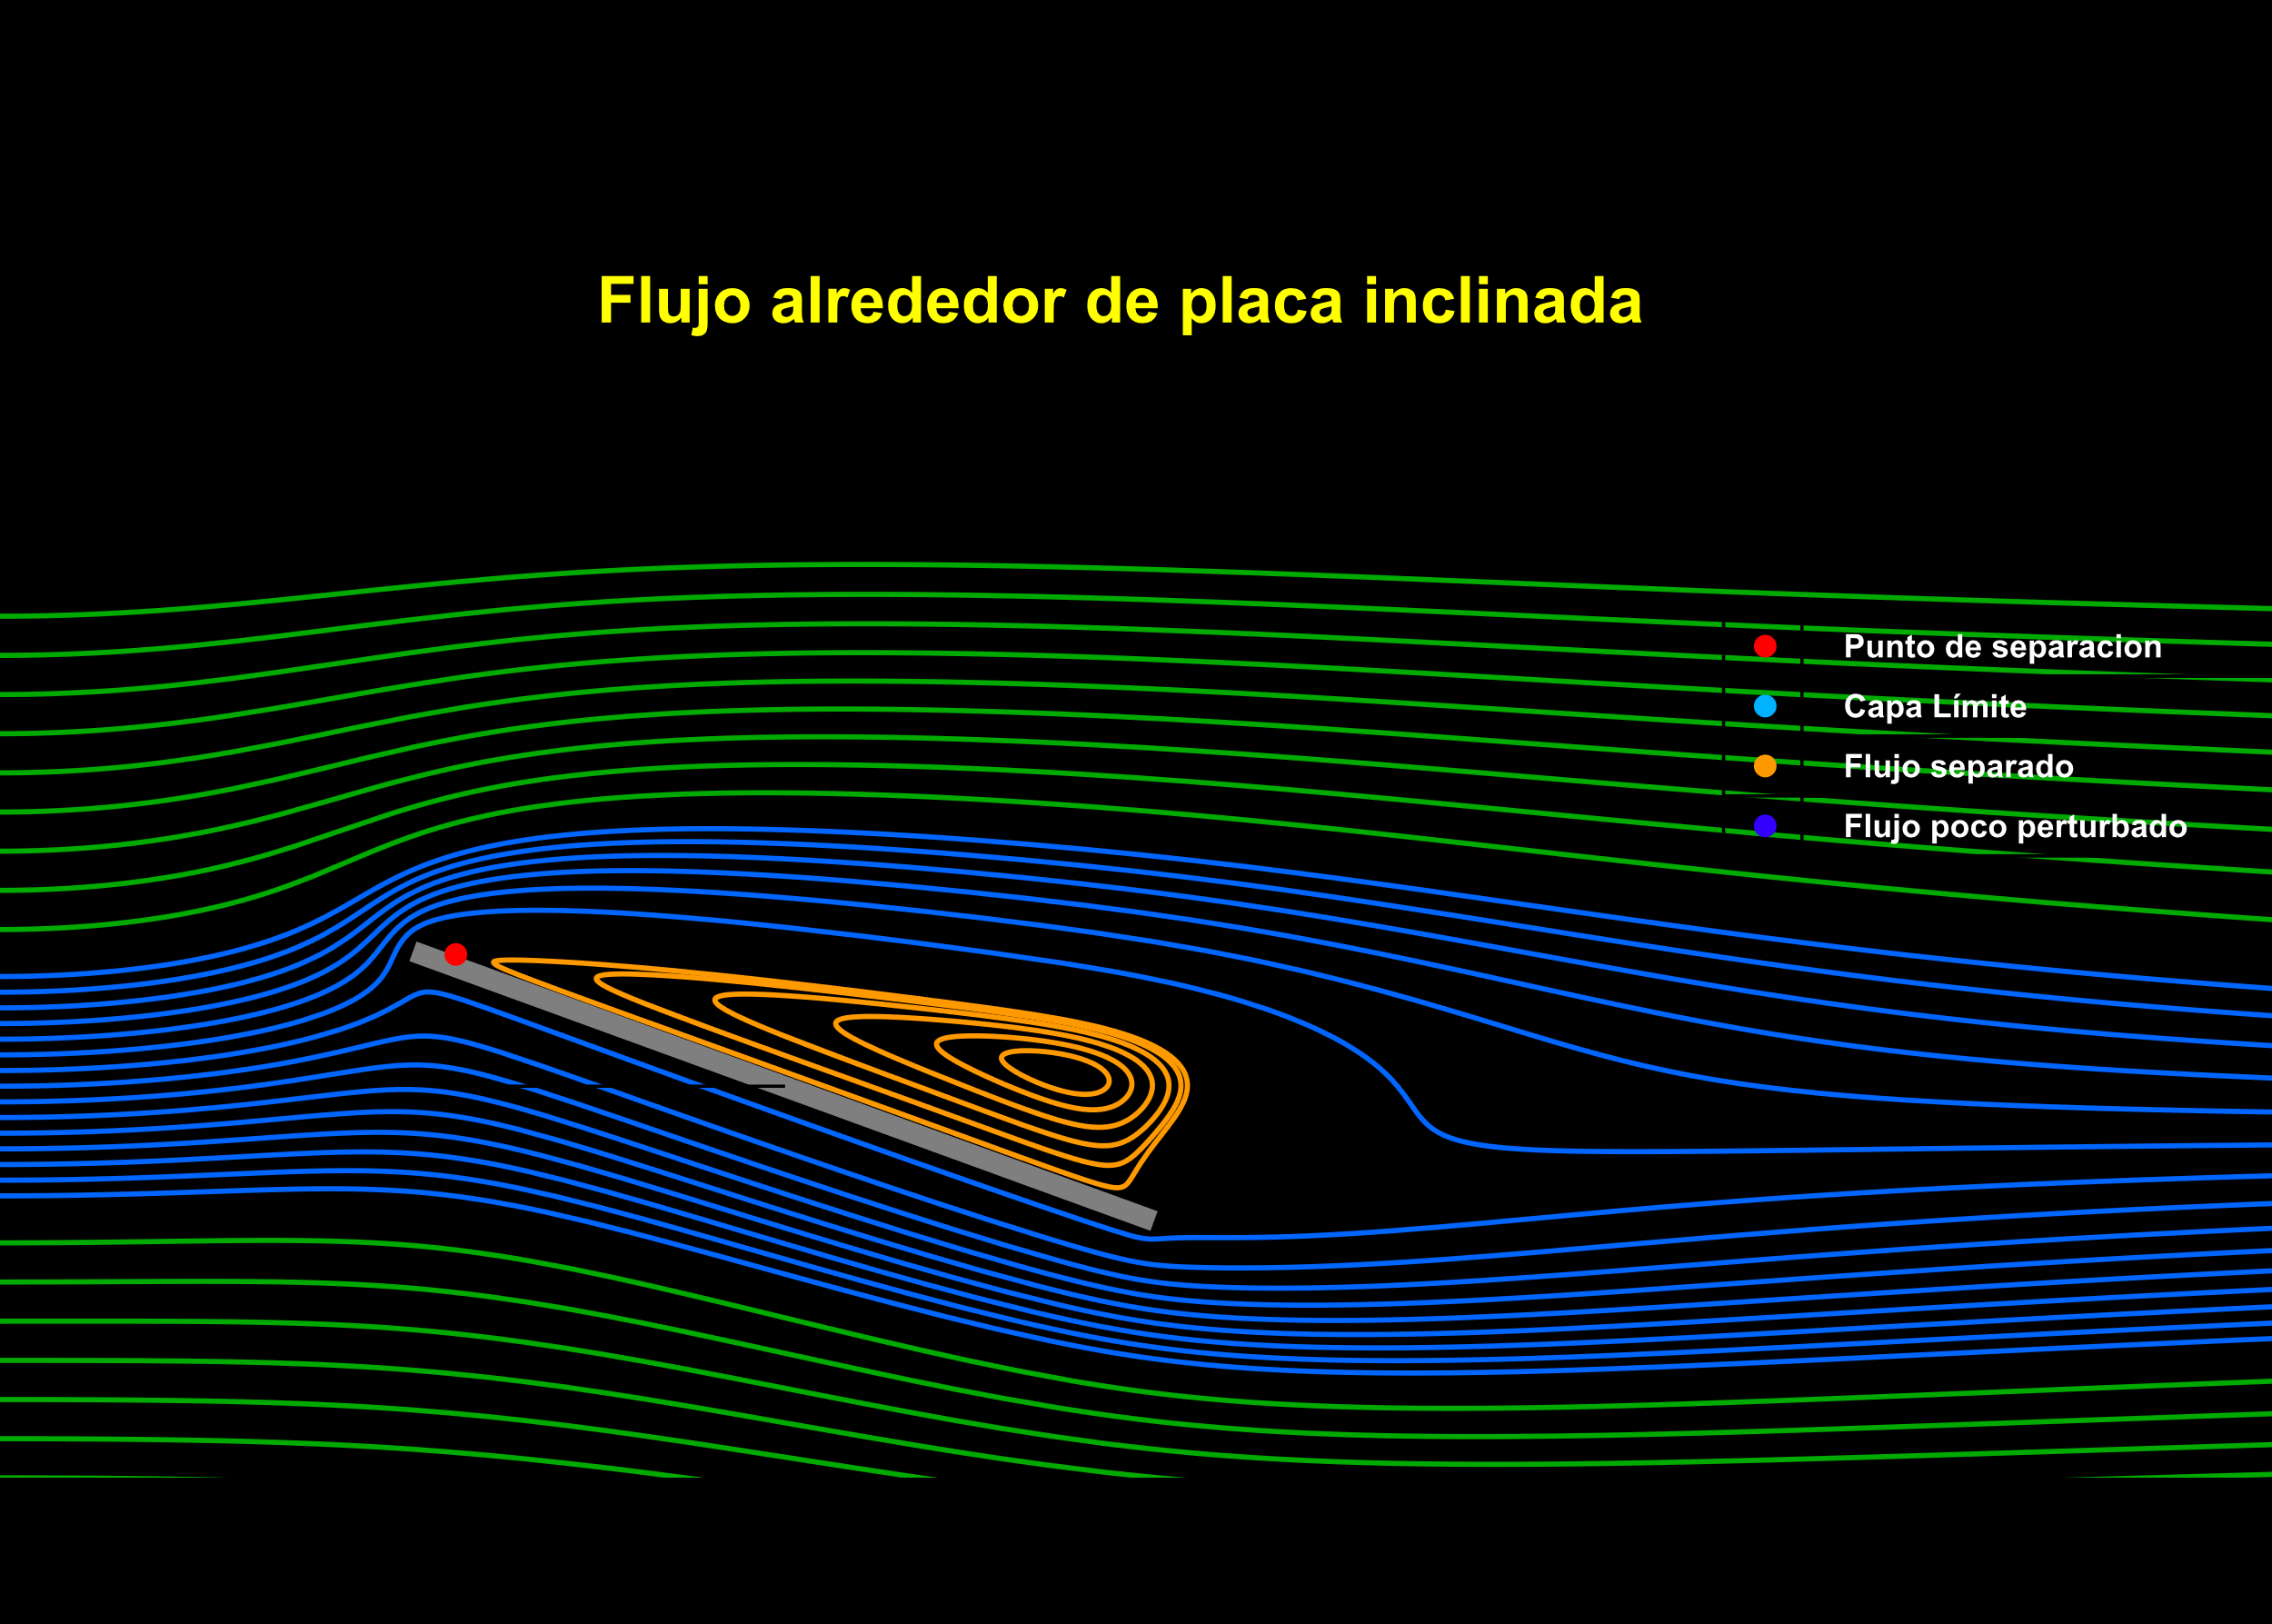 Flujo alrededor de placa inclinada
Punto de separacion
Capa Límite
Flujo separado
Flujo poco perturbado